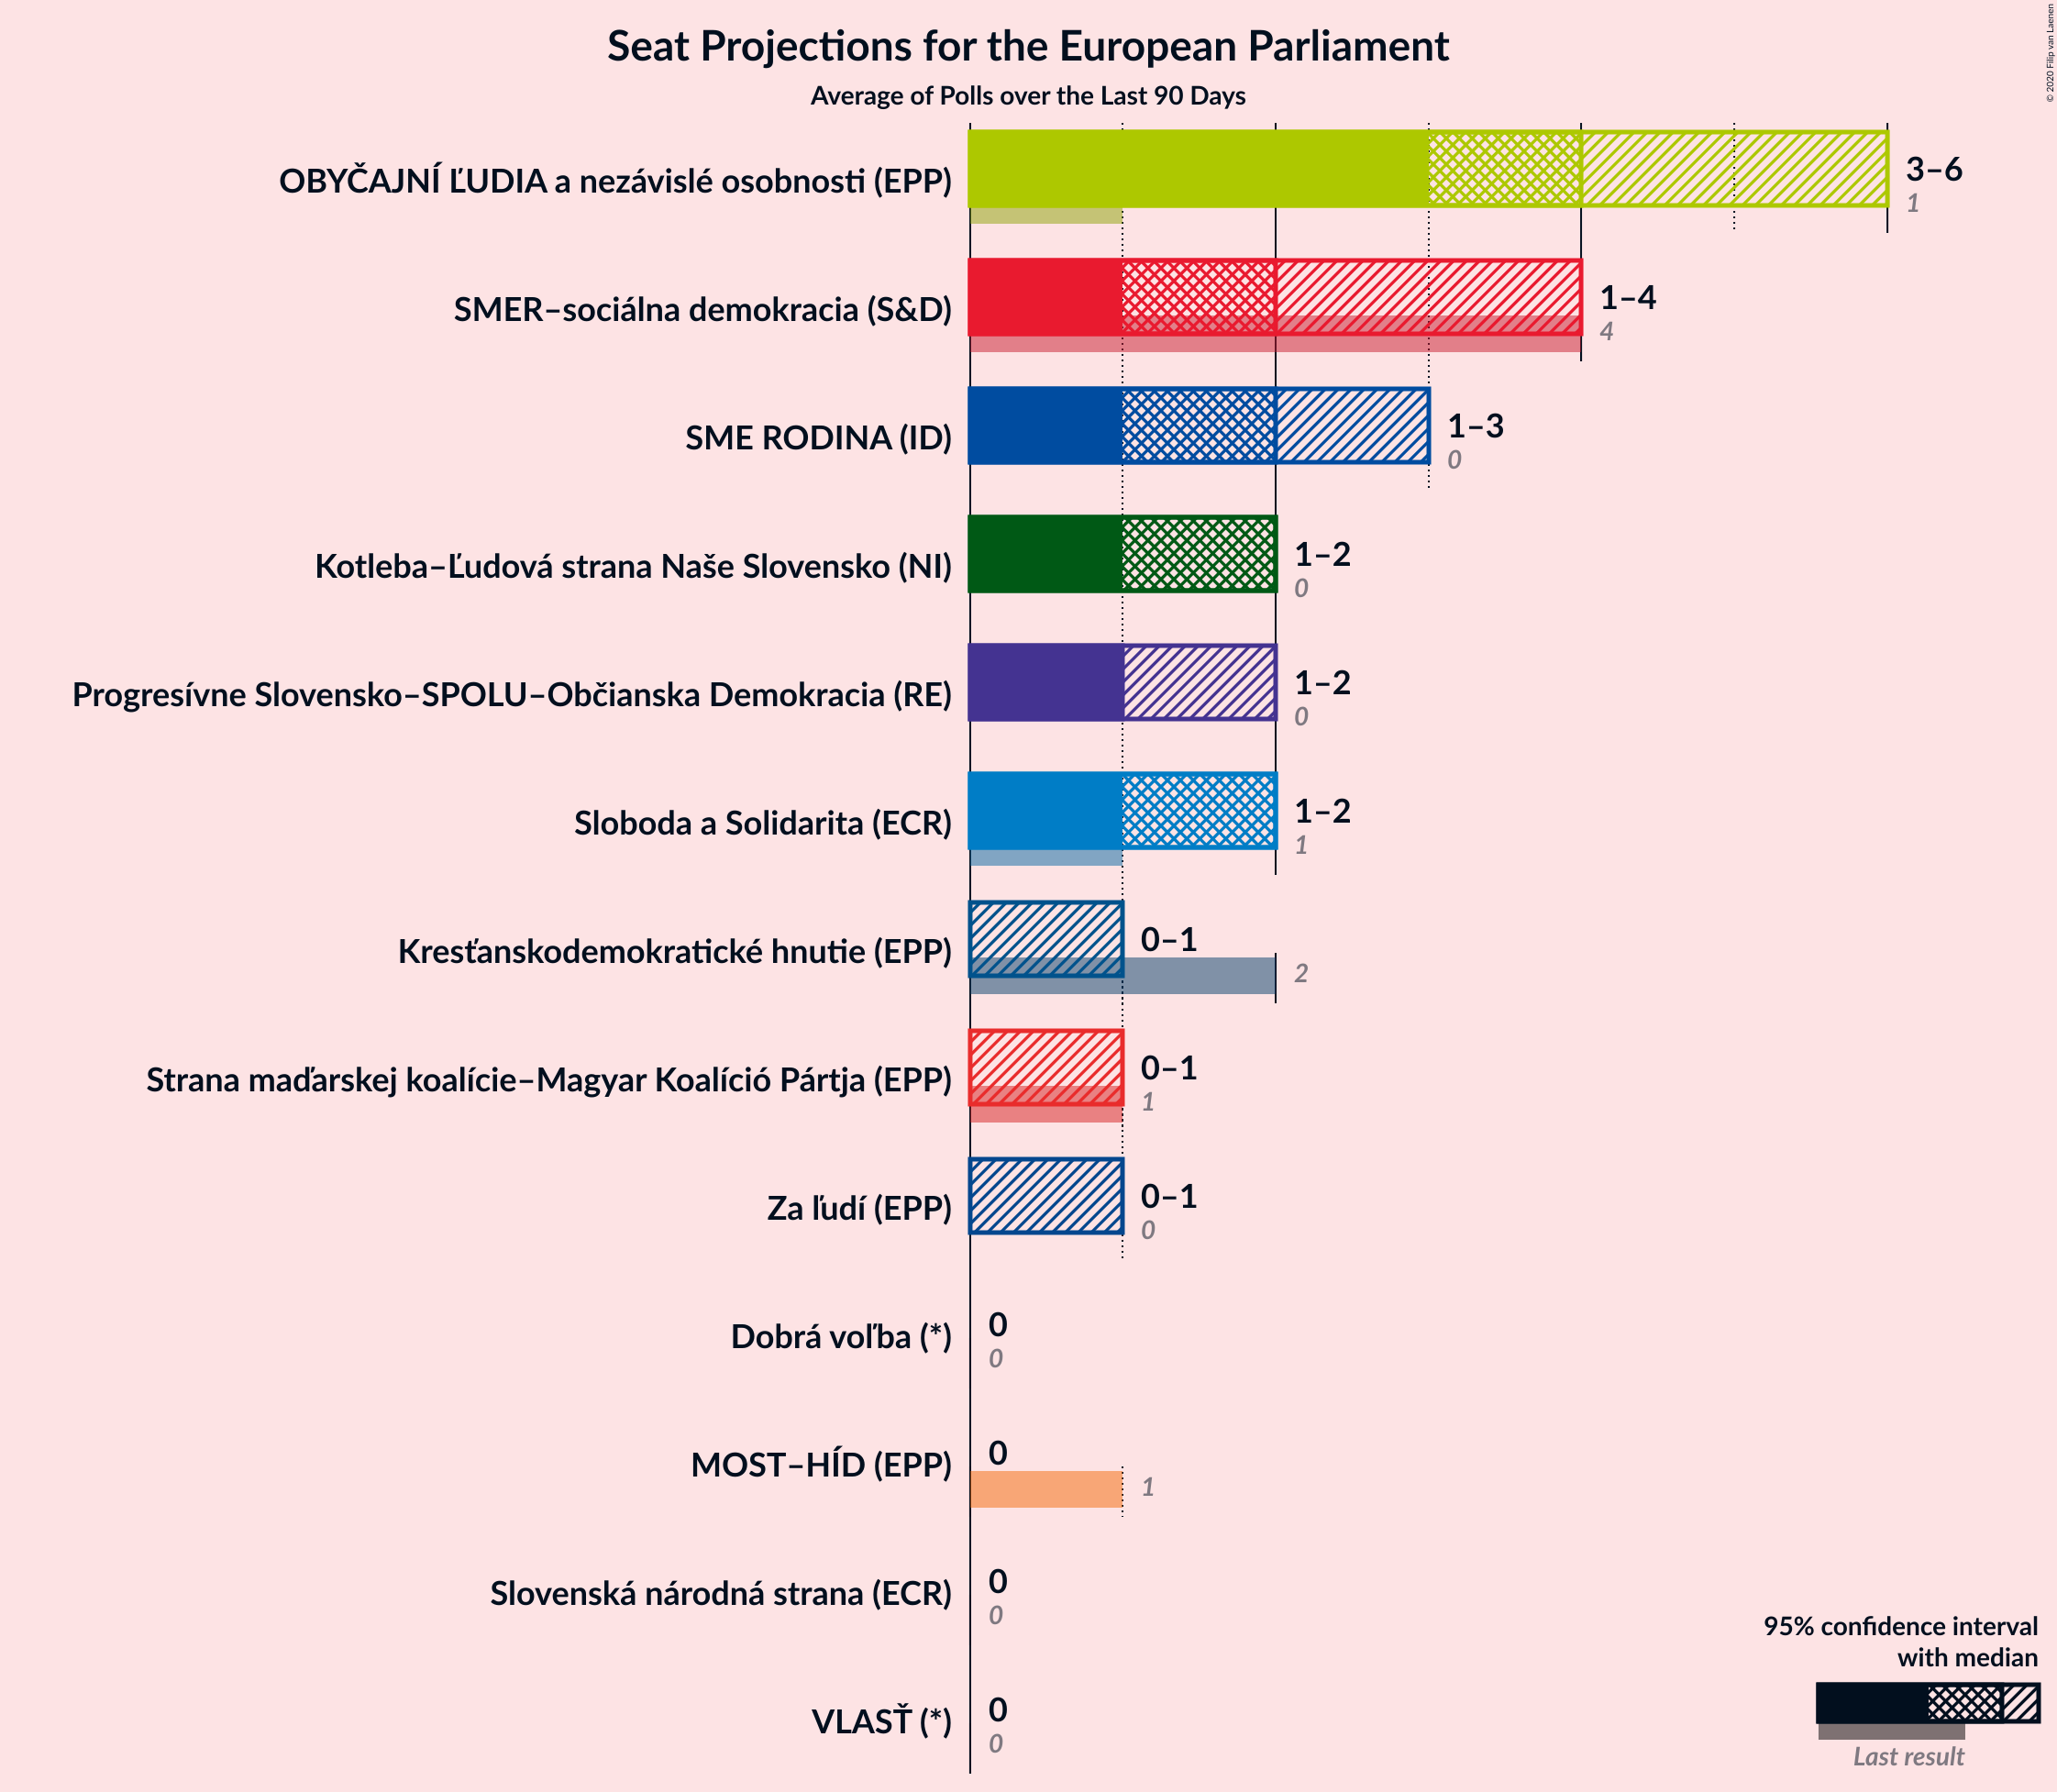 Seat Projections for the European Parliament
Average of Polls over the Last 90 Days
© 2020 Filip van Laenen
OBYČAJNÍ ĽUDIA a nezávislé osobnosti (EPP)
3–6
1
SMER–sociálna demokracia (S&D)
1–4
4
SME RODINA (ID)
1–3
0
Kotleba–Ľudová strana Naše Slovensko (NI)
1–2
0
Progresívne Slovensko–SPOLU–Občianska Demokracia (RE)
1–2
0
Sloboda a Solidarita (ECR)
1–2
1
Kresťanskodemokratické hnutie (EPP)
0–1
2
Strana maďarskej koalície–Magyar Koalíció Pártja (EPP)
0–1
1
Za ľudí (EPP)
0–1
0
Dobrá voľba (*)
0
0
MOST–HÍD (EPP)
0
1
Slovenská národná strana (ECR)
0
0
VLASŤ (*)
0
0
95% confidence interval
with median
Last result